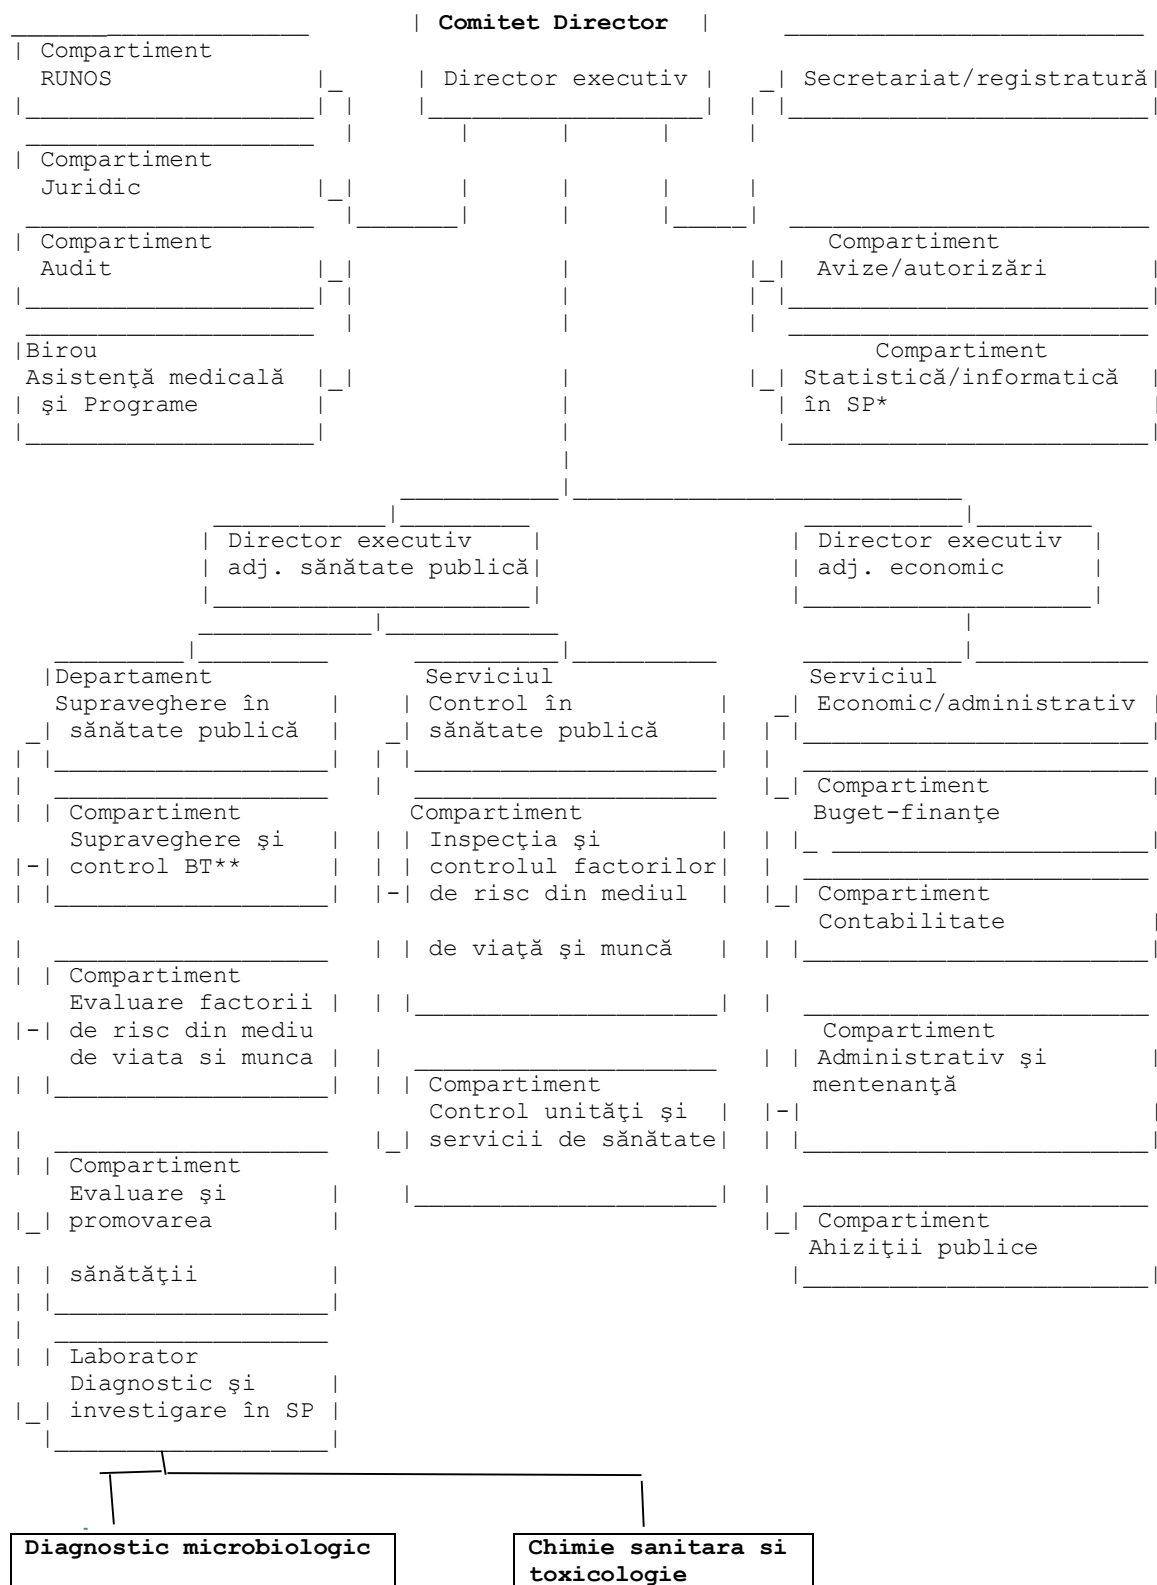 Comitet Director
Compartiment
RUNOS
Director executiv
Secretariat/registratură
Compartiment
Juridic
Compartiment
Audit
Compartiment
Avize/autorizări
Birou
Asistenţă medicală
şi Programe
Compartiment
Statistică/informatică
în SP*
Director executiv
adj. sănătate publică
Director executiv
adj. economic
Departament
Supraveghere în
sănătate publică
Serviciul
Control în
sănătate publică
Serviciul
Economic/administrativ
Compartiment
Supraveghere şi
control BT**
Compartiment
Inspecţia şi
controlul factorilor
de risc din mediul
de viaţă şi muncă
Compartiment
Buget-finanţe
Compartiment
Contabilitate
Compartiment
Evaluare factorii
de risc din mediu
de viata si munca
Compartiment
Control unităţi şi
servicii de sănătate
Compartiment
Administrativ şi
mentenanţă
Compartiment
Evaluare şi
promovarea
sănătăţii
Compartiment
Ahiziţii publice
Laborator
Diagnostic şi
investigare în SP
Diagnostic microbiologic
Chimie sanitara si
toxicologie